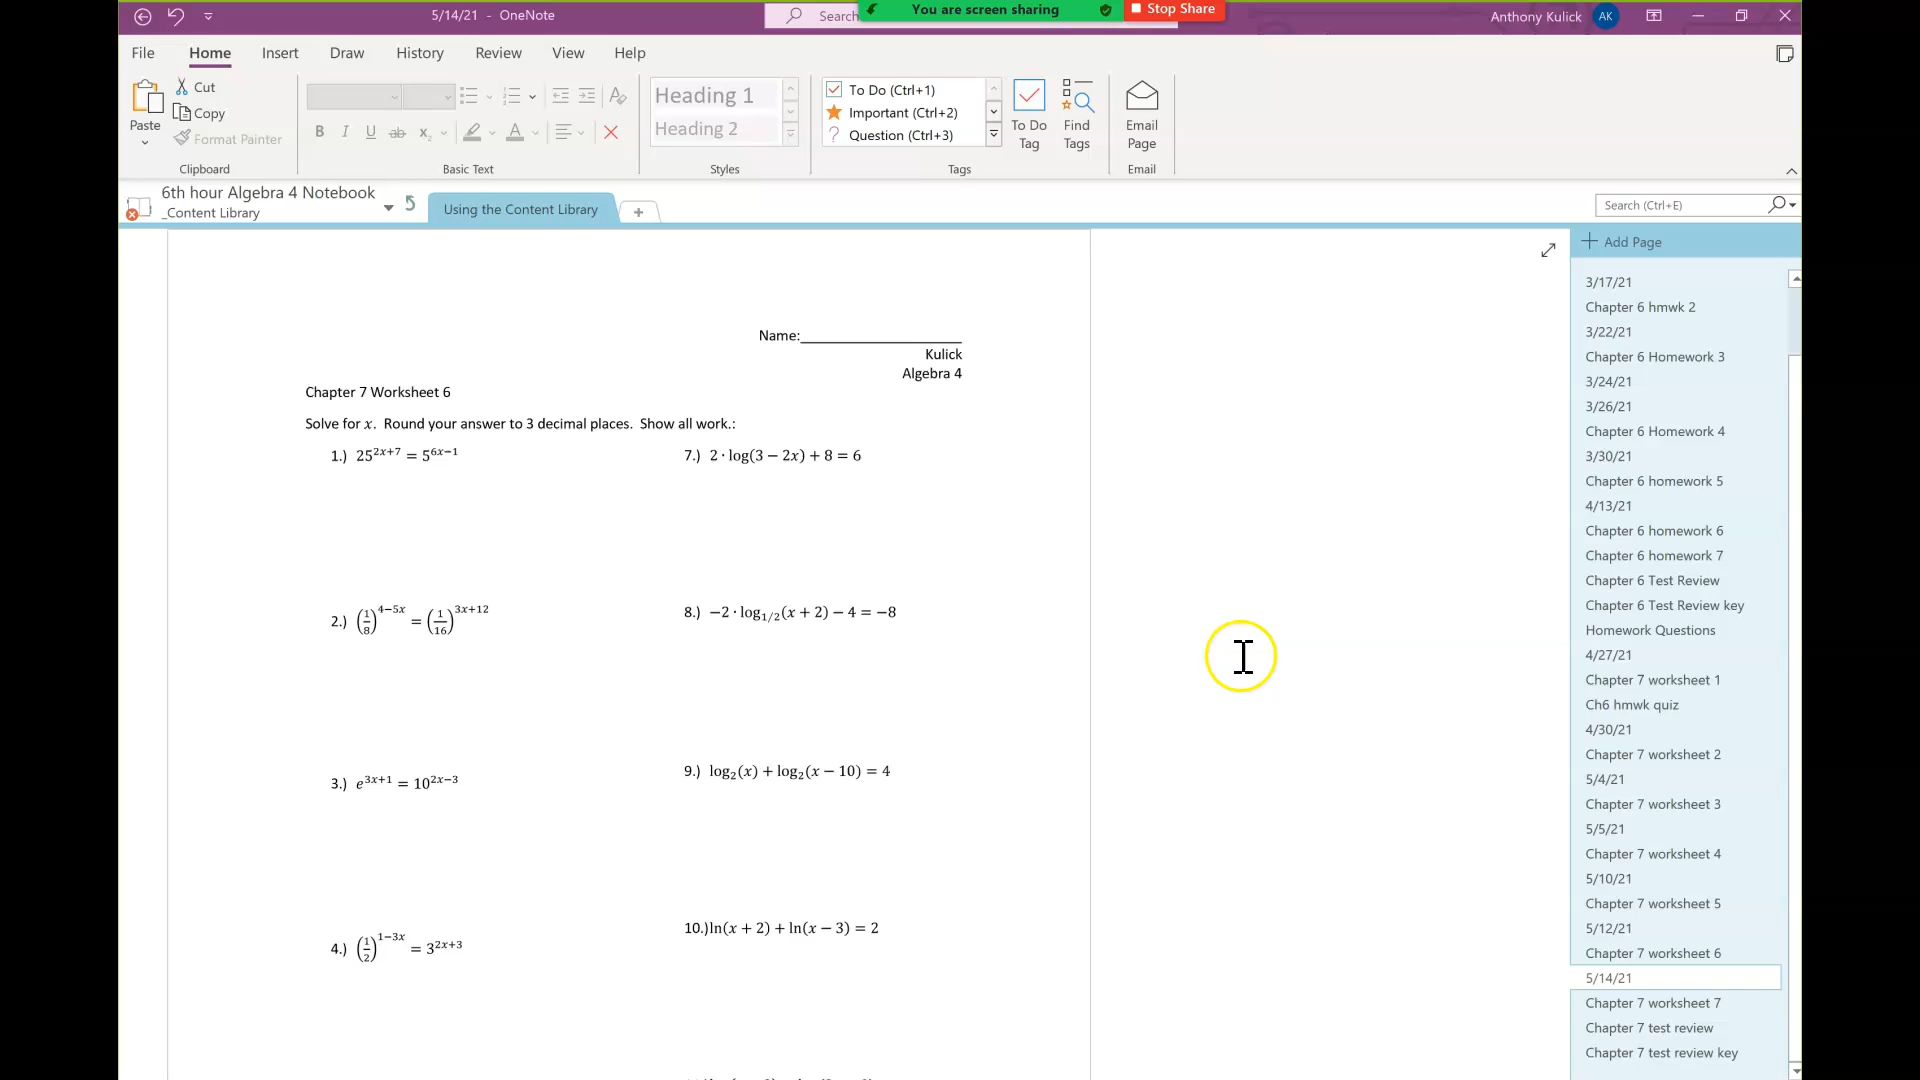 5/14/21 - OneNote
Search
You are screen sharing
Stop Share
Anthony Kulick
AK
File Home Insert Draw History Review View Help
Paste
Cut
Copy
Format Painter
Clipboard
B I U ab x₂ A
Basic Text
Heading 1
Heading 2
Styles
To Do (Ctrl+1)
Important (Ctrl+2)
Question (Ctrl+3)
To Do Tag
Find Tags
Tags
Email Page
Email
6th hour Algebra 4 Notebook
_Content Library
Using the Content Library
Search (Ctrl+E)
Name:____________________
Kulick
Algebra 4
Chapter 7 Worksheet 6
Solve for x. Round your answer to 3 decimal places. Show all work.:
1.) 25^(2x+7) = 5^(6x−1)
7.) 2 · log(3 − 2x) + 8 = 6
2.) (1/8)^(4−5x) = (1/16)^(3x+12)
8.) −2 · log_(1/2)(x + 2) − 4 = −8
3.) e^(3x+1) = 10^(2x−3)
9.) log₂(x) + log₂(x − 10) = 4
4.) (1/2)^(1−3x) = 3^(2x+3)
10.)ln(x + 2) + ln(x − 3) = 2
Add Page
3/17/21
Chapter 6 hmwk 2
3/22/21
Chapter 6 Homework 3
3/24/21
3/26/21
Chapter 6 Homework 4
3/30/21
Chapter 6 homework 5
4/13/21
Chapter 6 homework 6
Chapter 6 homework 7
Chapter 6 Test Review
Chapter 6 Test Review key
Homework Questions
4/27/21
Chapter 7 worksheet 1
Ch6 hmwk quiz
4/30/21
Chapter 7 worksheet 2
5/4/21
Chapter 7 worksheet 3
5/5/21
Chapter 7 worksheet 4
5/10/21
Chapter 7 worksheet 5
5/12/21
Chapter 7 worksheet 6
5/14/21
Chapter 7 worksheet 7
Chapter 7 test review
Chapter 7 test review key